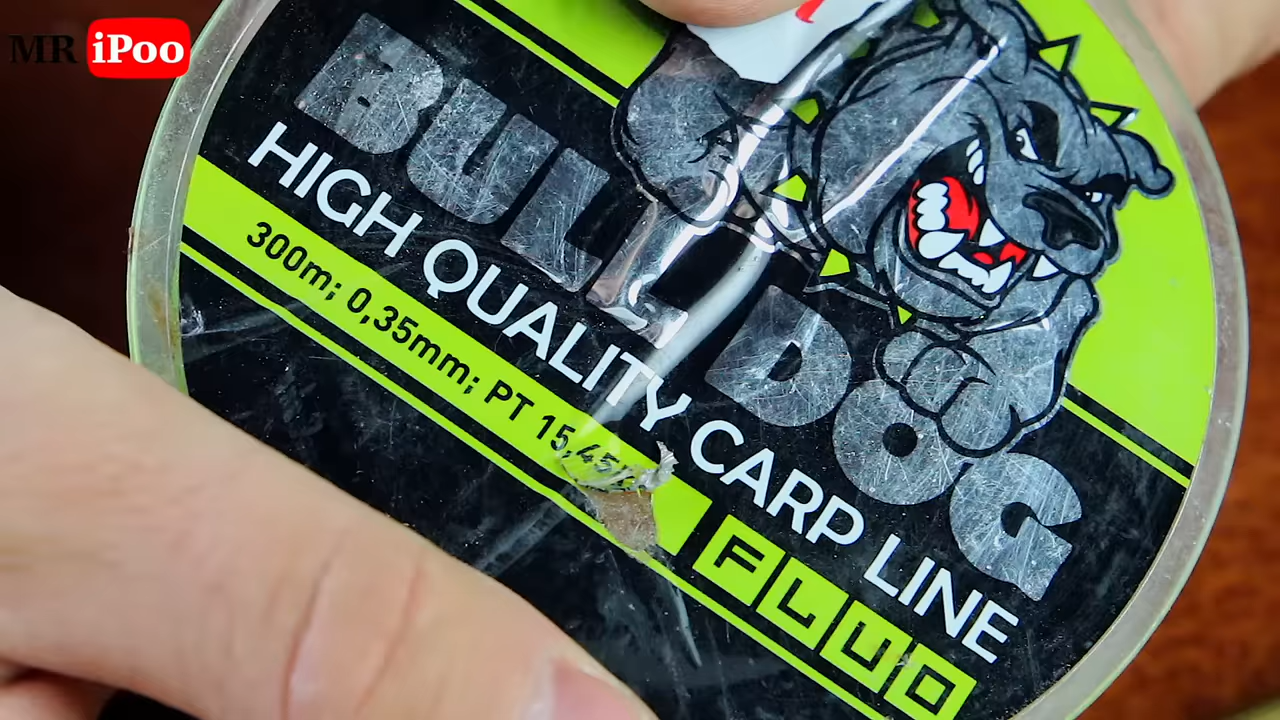 MR iPoo
BULL DOG
HIGH QUALITY CARP LINE
300m; 0,35mm; PT 15,45
FLUO